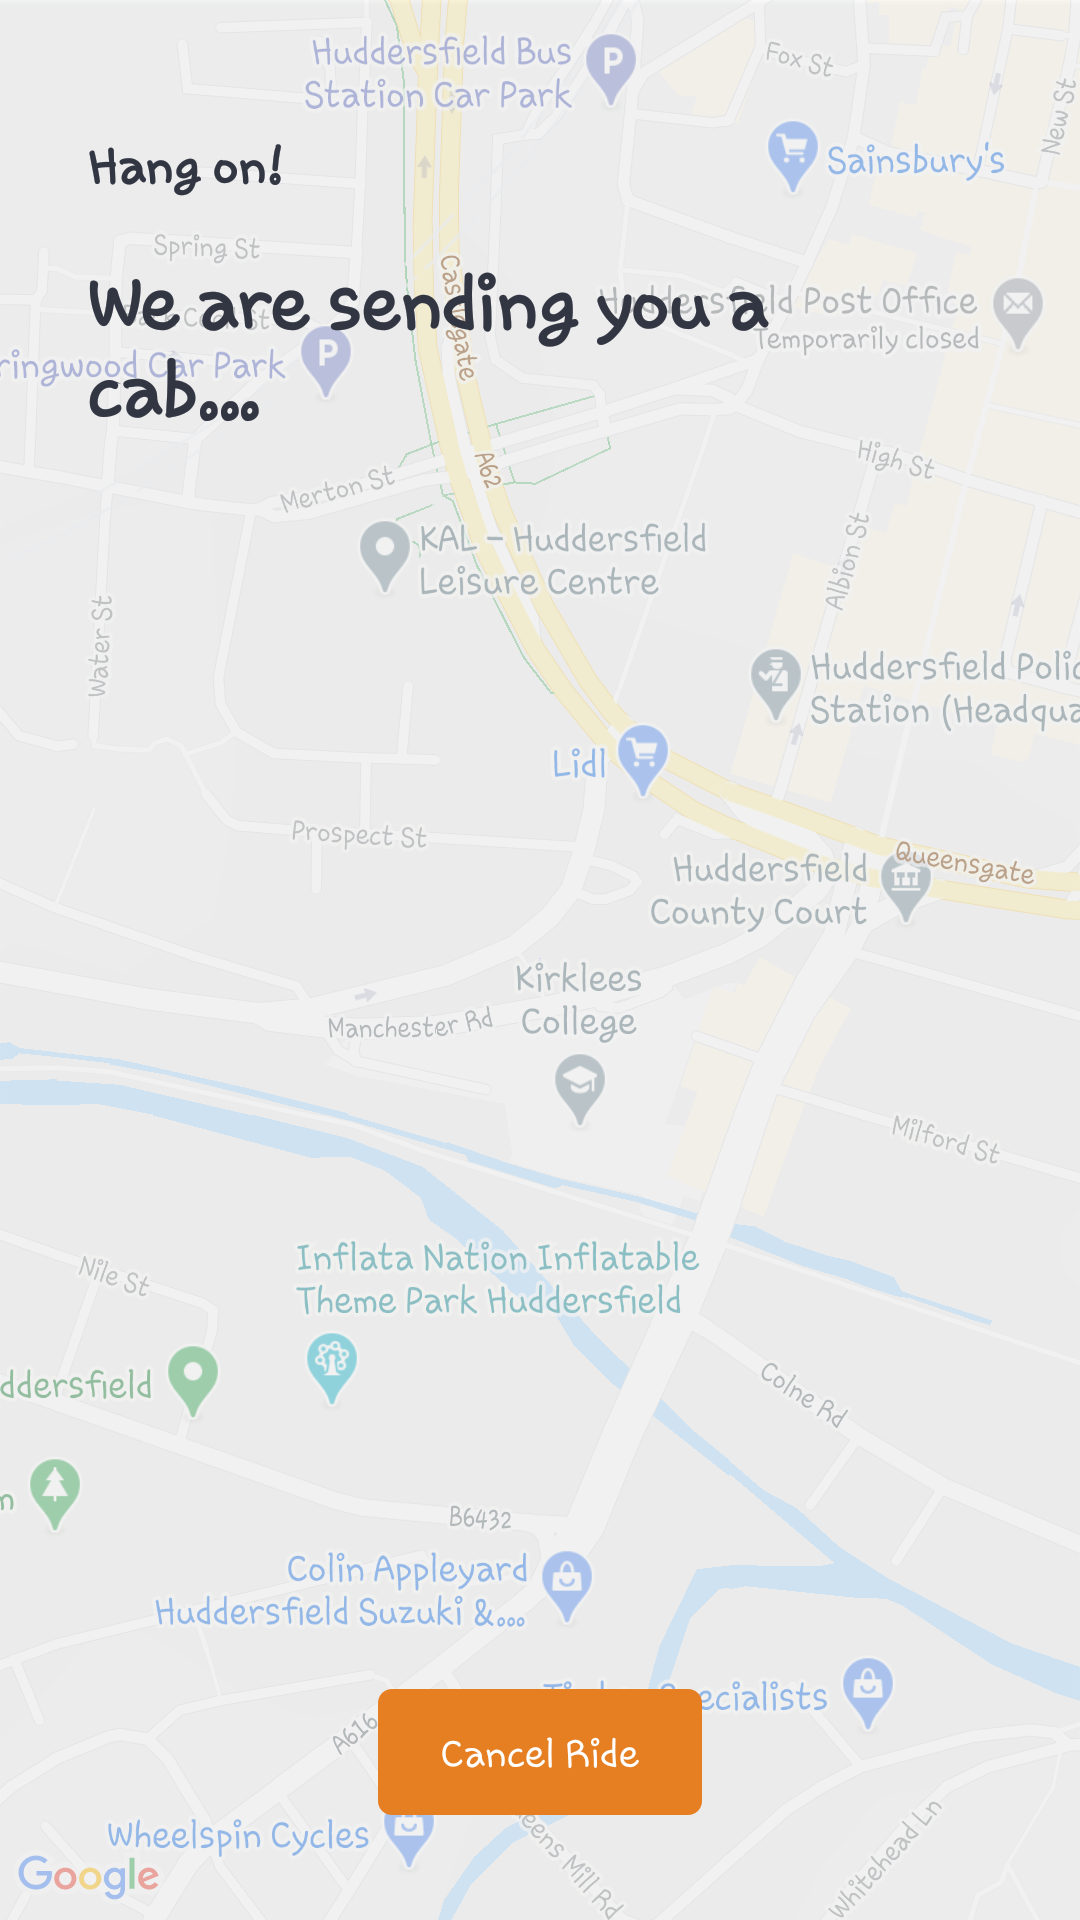 Huddersfield Bus
Station Car Park
Fox St
New St
Sainsbury's
Hang on!
Spring St
We are sending you a
cab...
Huddersfield Post Office
Temporarily closed
ringwood Car Park
A62
High St
Merton St
KAL - Huddersfield
Leisure Centre
Albion St
Water St
Huddersfield Polic
Station (Headqua
Lidl
Prospect St
Queensgate
Huddersfield
County Court
Kirklees
College
Manchester Rd
Milford St
Inflata Nation Inflatable
Theme Park Huddersfield
Nile St
ddersfield
Colne Rd
n
B6432
Colin Appleyard
Huddersfield Suzuki &...
ecialists
A616
Cancel Ride
Wheelspin Cycles
eens Mill Rd
Whitehead Ln
Google